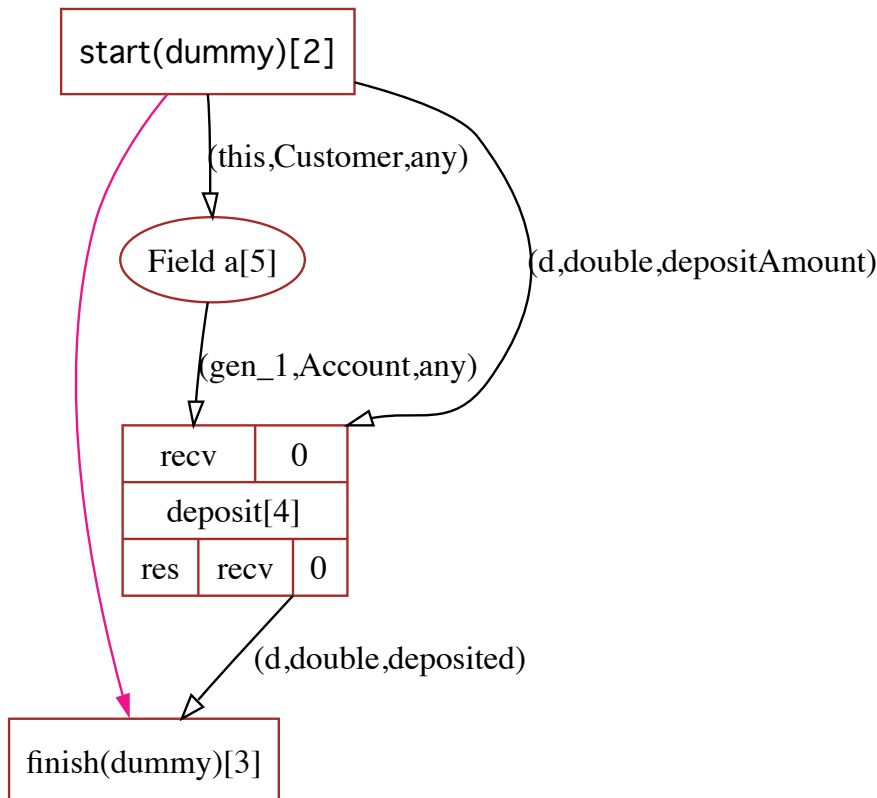 start(dummy)[2]
(this,Customer,any)
Field a[5]
(d,double,depositAmount)
(gen_1,Account,any)
recv 0
deposit[4]
res recv 0
(d,double,deposited)
finish(dummy)[3]